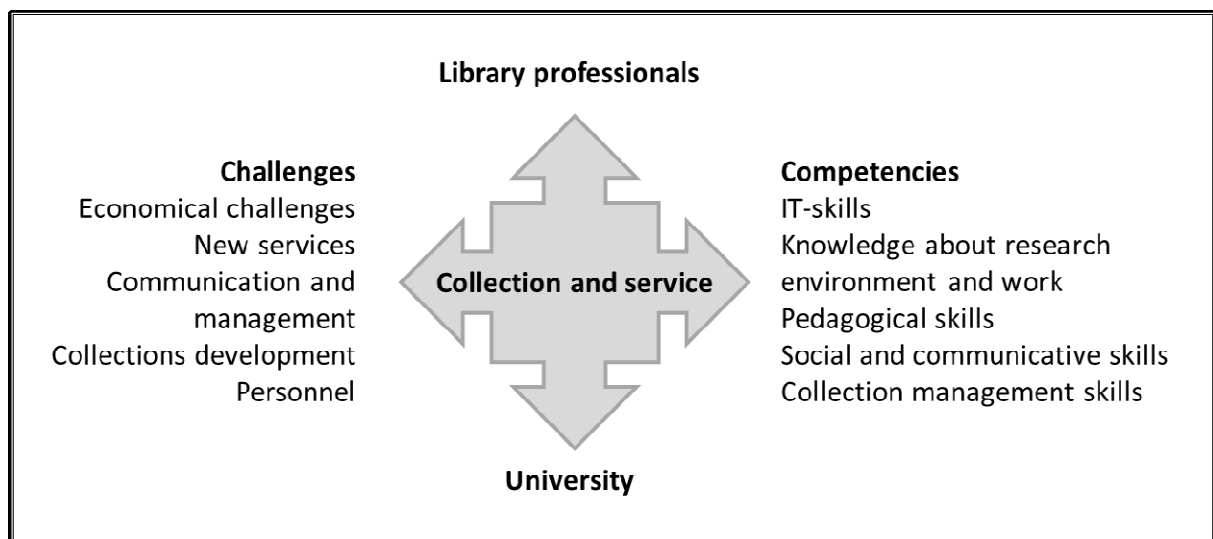 Library professionals
Challenges
Economical challenges
New services
Communication and
management
Collections development
Personnel
Collection and service
Competencies
IT-skills
Knowledge about research
environment and work
Pedagogical skills
Social and communicative skills
Collection management skills
University